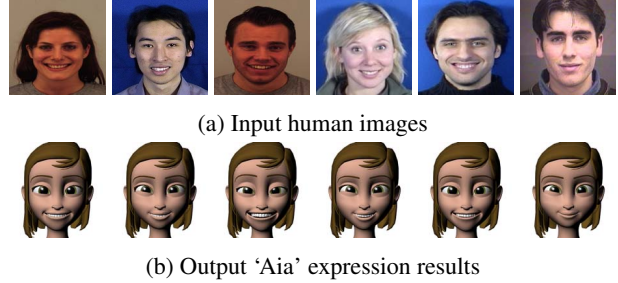 (a) Input human images
(b) Output ‘Aia’ expression results